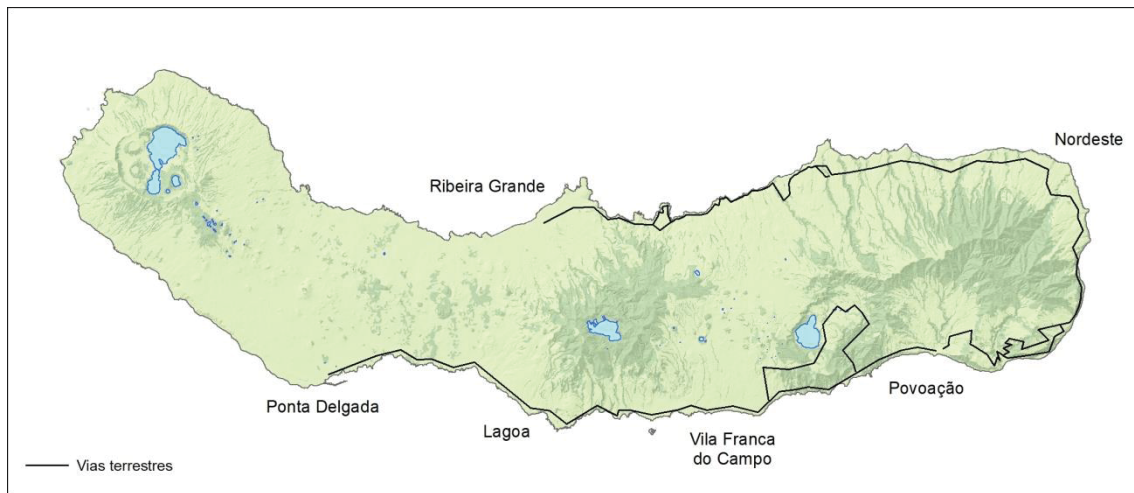 Nordeste
Ribeira Grande
Povoação
Ponta Delgada
Lagoa
Vila Franca
do Campo
Vias terrestres